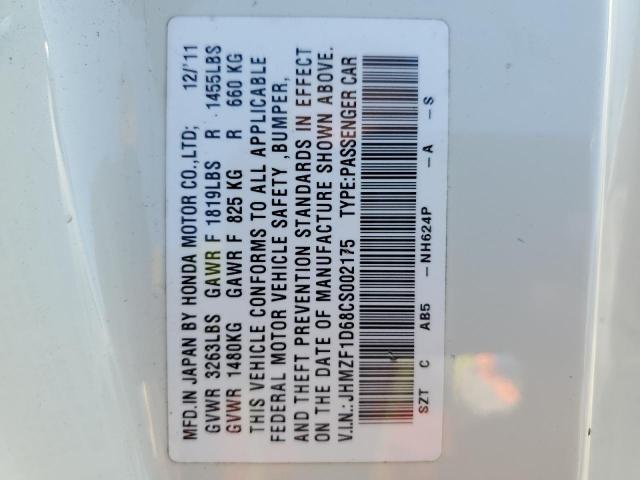 MFD.IN JAPAN BY HONDA MOTOR CO.,LTD; 12/'11
GVWR 3263LBS GAWR F 1819LBS R 1455LBS
GVWR 1480KG GAWR F 825 KG R 660 KG
THIS VEHICLE CONFORMS TO ALL APPLICABLE
FEDERAL MOTOR VEHICLE SAFETY ,BUMPER,
AND THEFT PREVENTION STANDARDS IN EFFECT
ON THE DATE OF MANUFACTURE SHOWN ABOVE.
V.I.N.:JHMZF1D68CS002175 TYPE:PASSENGER CAR
SZT C AB5 -NH624P -A -S